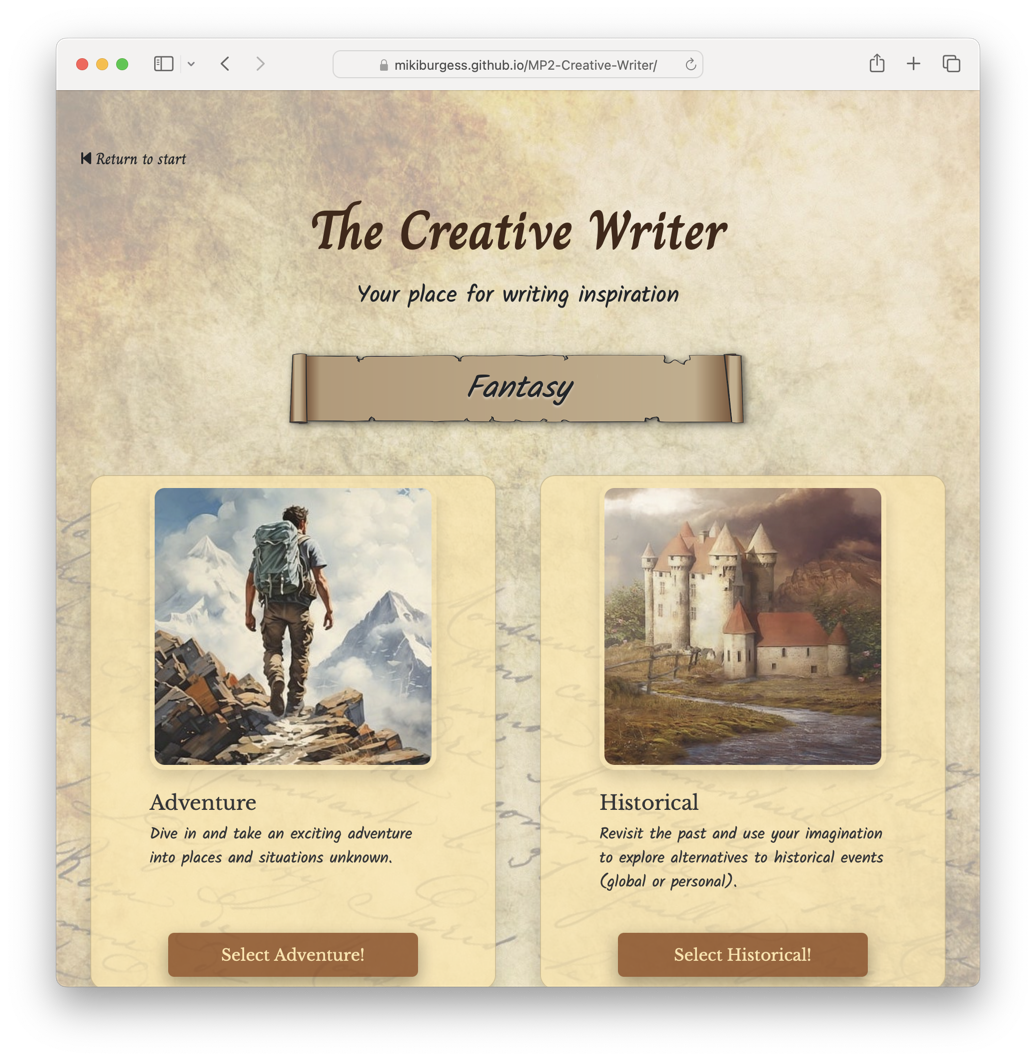 mikiburgess.github.io/MP2-Creative-Writer/
Return to start
The Creative Writer
Your place for writing inspiration
Fantasy
Adventure
Dive in and take an exciting adventure
into places and situations unknown.
Select Adventure!
Historical
Revisit the past and use your imagination
to explore alternatives to historical events
(global or personal).
Select Historical!